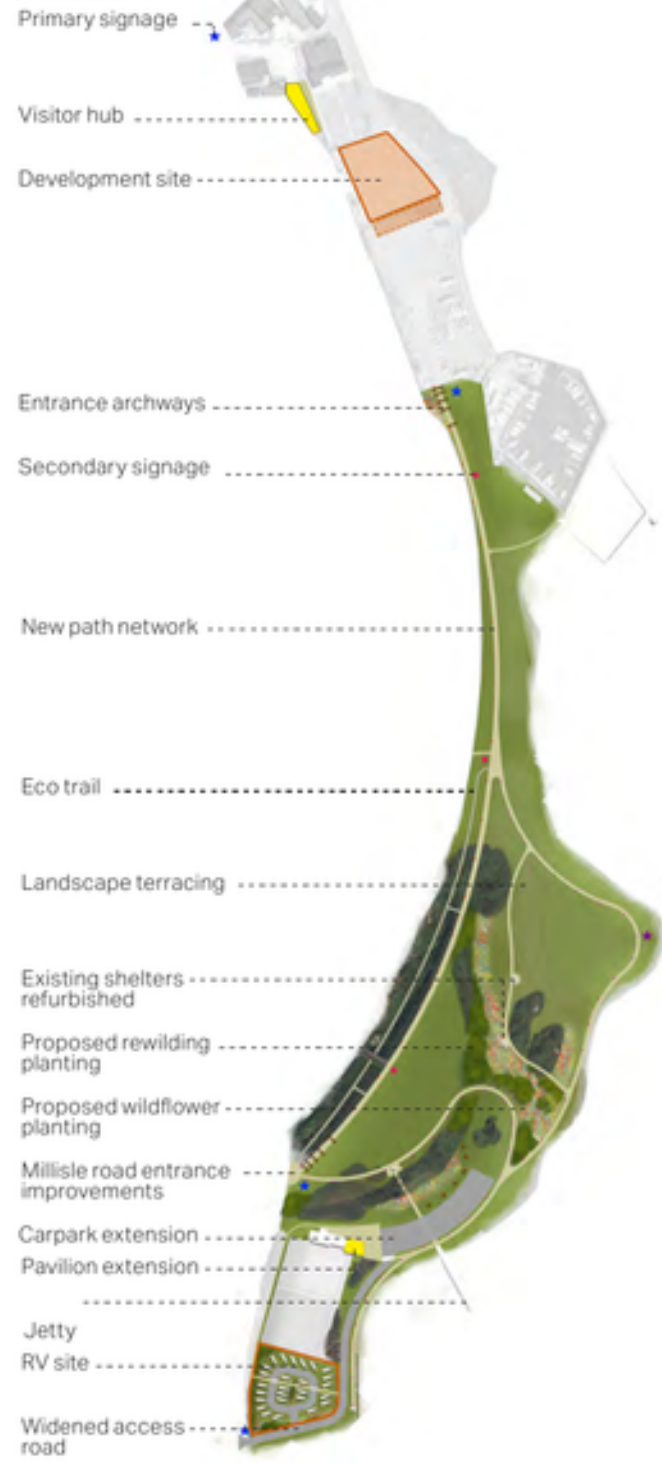 Primary signage
Visitor hub
Development site
Entrance archways
Secondary signage
New path network
Eco trail
Landscape terracing
Existing shelters
refurbished
Proposed rewilding
planting
Proposed wildflower
planting
Millisle road entrance
improvements
Carpark extension
Pavilion extension
Jetty
RV site
Widened access
road